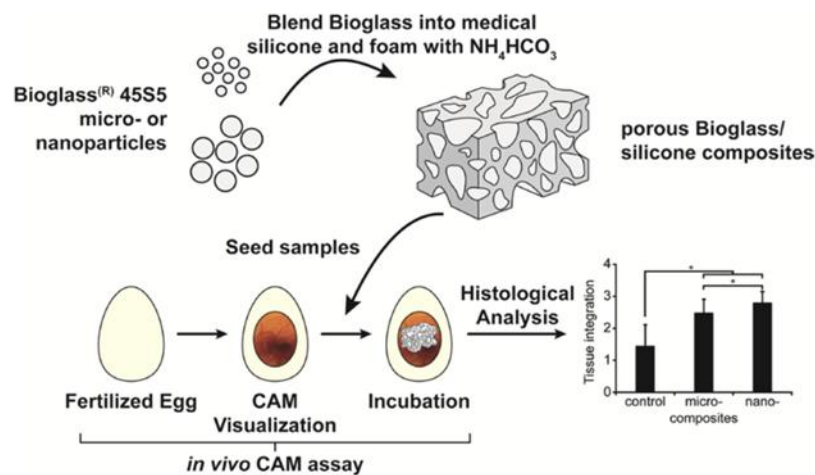 Blend Bioglass into medical
silicone and foam with NH₄HCO₃
Bioglass⁽ᴿ⁾ 45S5
micro- or
nanoparticles
porous Bioglass/
silicone composites
Seed samples
Histological
Analysis
Fertilized Egg
CAM
Visualization
Incubation
in vivo CAM assay
Tissue integration
4
3
2
1
0
*
*
control
micro-
nano-
composites